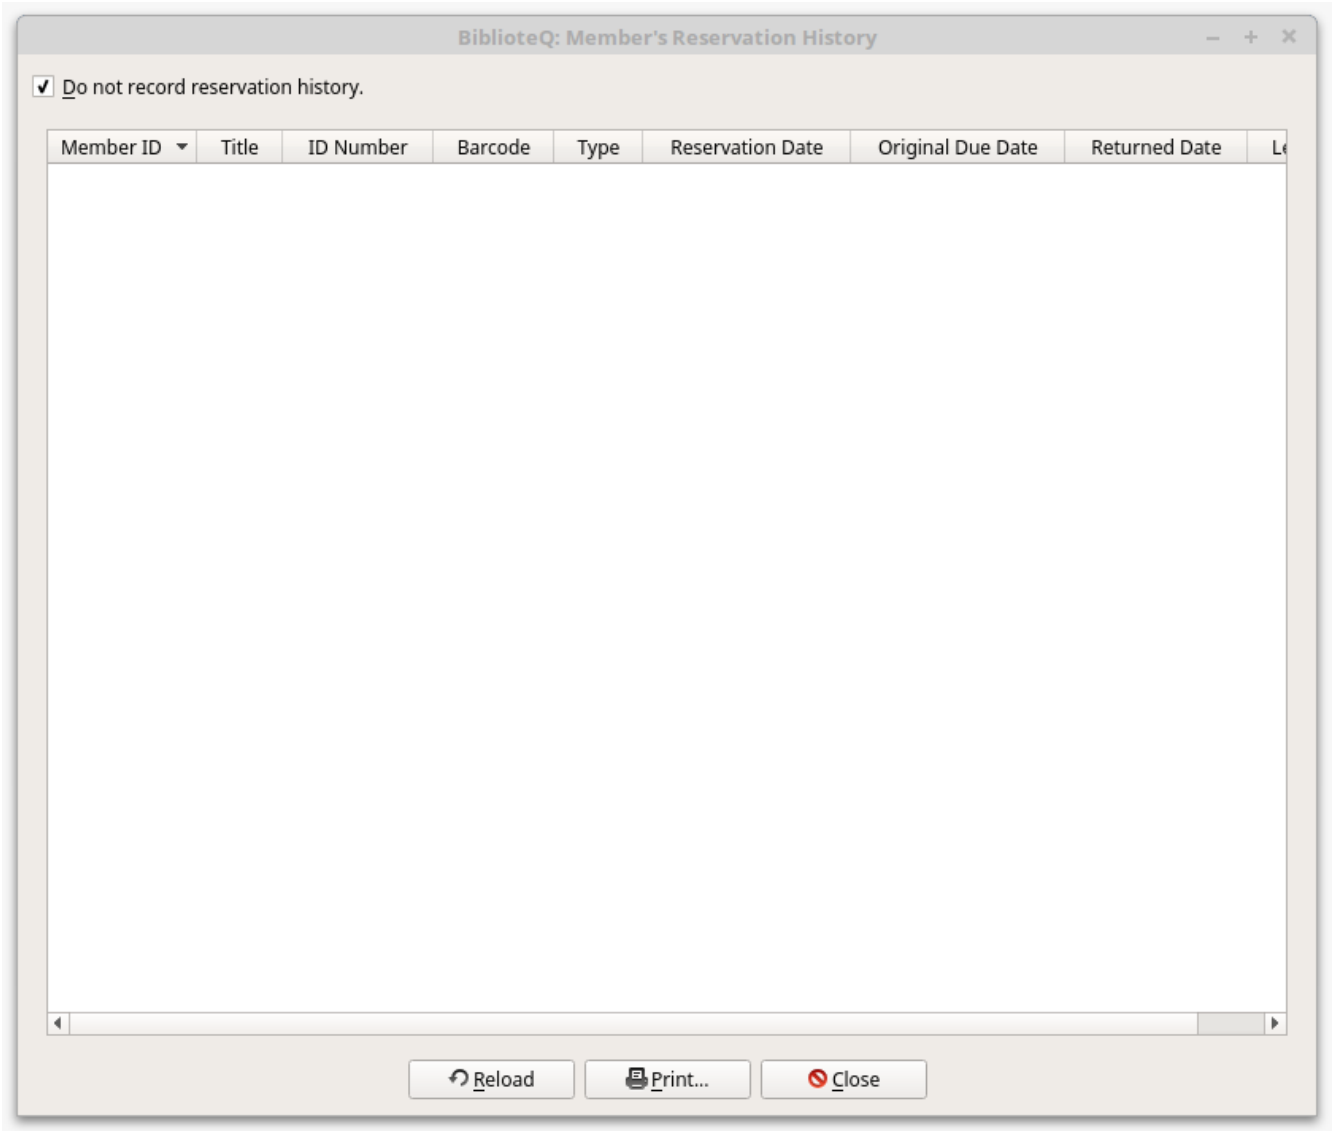 BiblioteQ: Member's Reservation History
Do not record reservation history.
Member ID Title ID Number Barcode Type Reservation Date Original Due Date Returned Date
Reload Print... Close